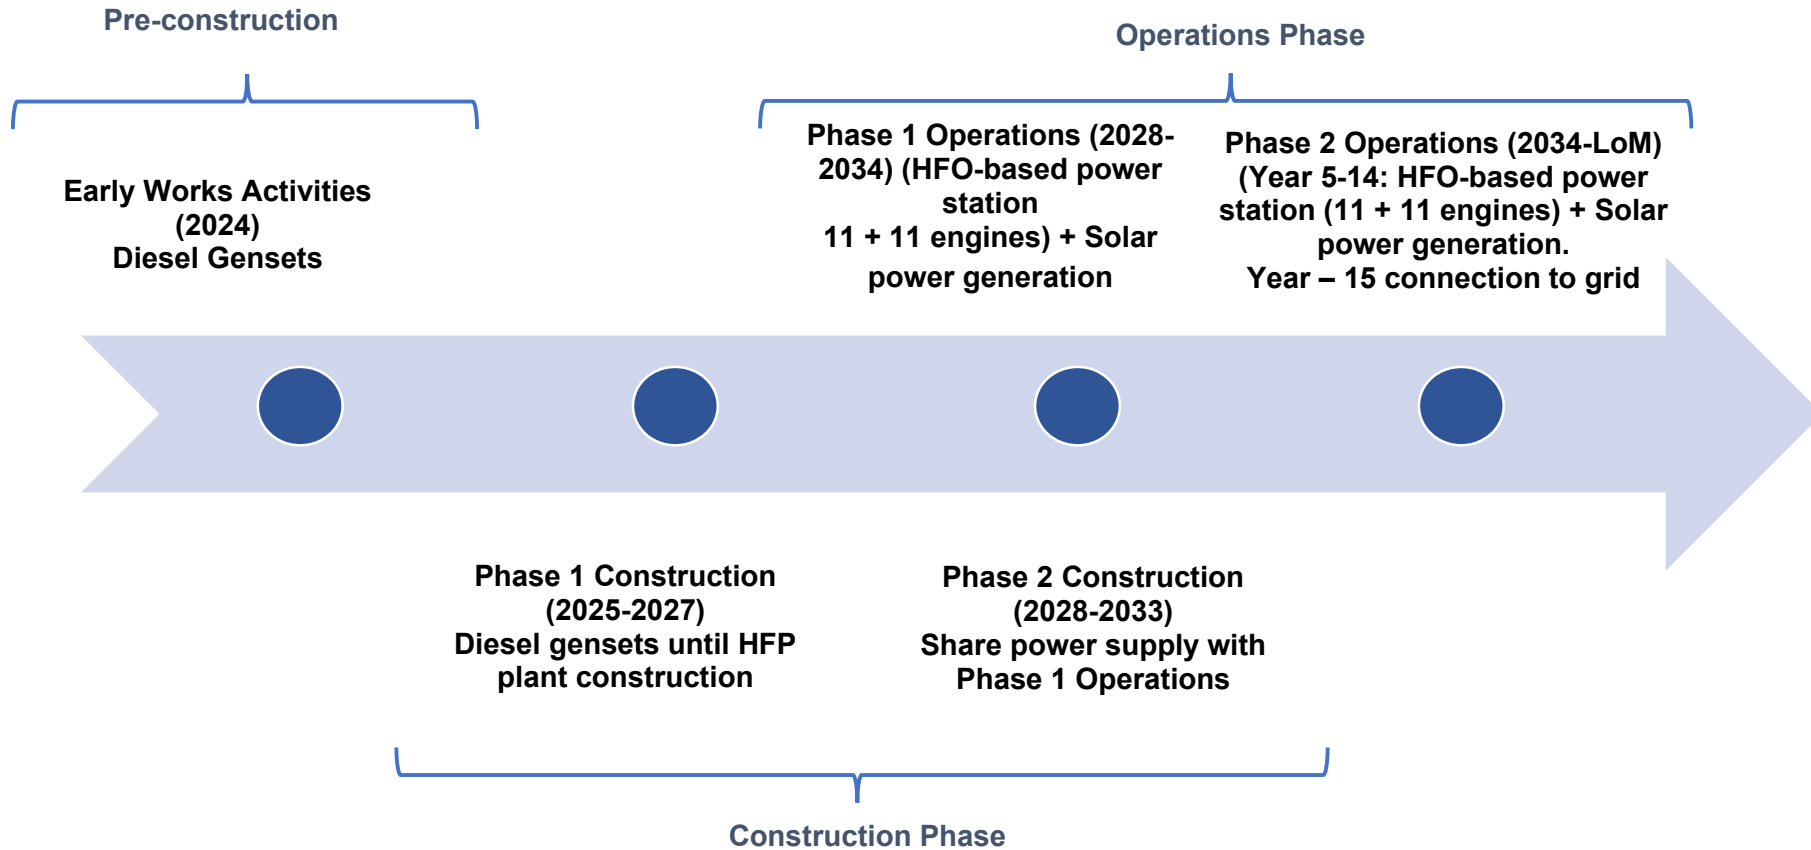 Pre-construction
Operations Phase
Early Works Activities
(2024)
Diesel Gensets
Phase 1 Operations (2028-
2034) (HFO-based power
station
11 + 11 engines) + Solar
power generation
Phase 2 Operations (2034-LoM)
(Year 5-14: HFO-based power
station (11 + 11 engines) + Solar
power generation.
Year – 15 connection to grid
Phase 1 Construction
(2025-2027)
Diesel gensets until HFP
plant construction
Phase 2 Construction
(2028-2033)
Share power supply with
Phase 1 Operations
Construction Phase